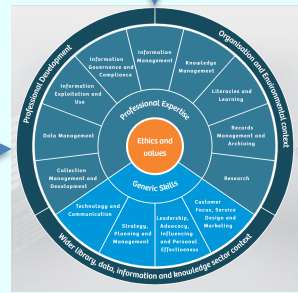 Professional Development
Organisation and Environmental context
Wider library, data, information and knowledge sector context
Information
Management
Knowledge
Management
Literacies and
Learning
Records
Management and
Archiving
Research
Customer
Focus, Service
Design and
Marketing
Leadership,
Advocacy,
Influencing
and Personal
Effectiveness
Strategy,
Planning and
Management
Technology and
Communication
Collection
Management and
Development
Data Management
Information
Exploitation and
Use
Information
Governance and
Compliance
Professional Expertise
Ethics and
values
Generic Skills